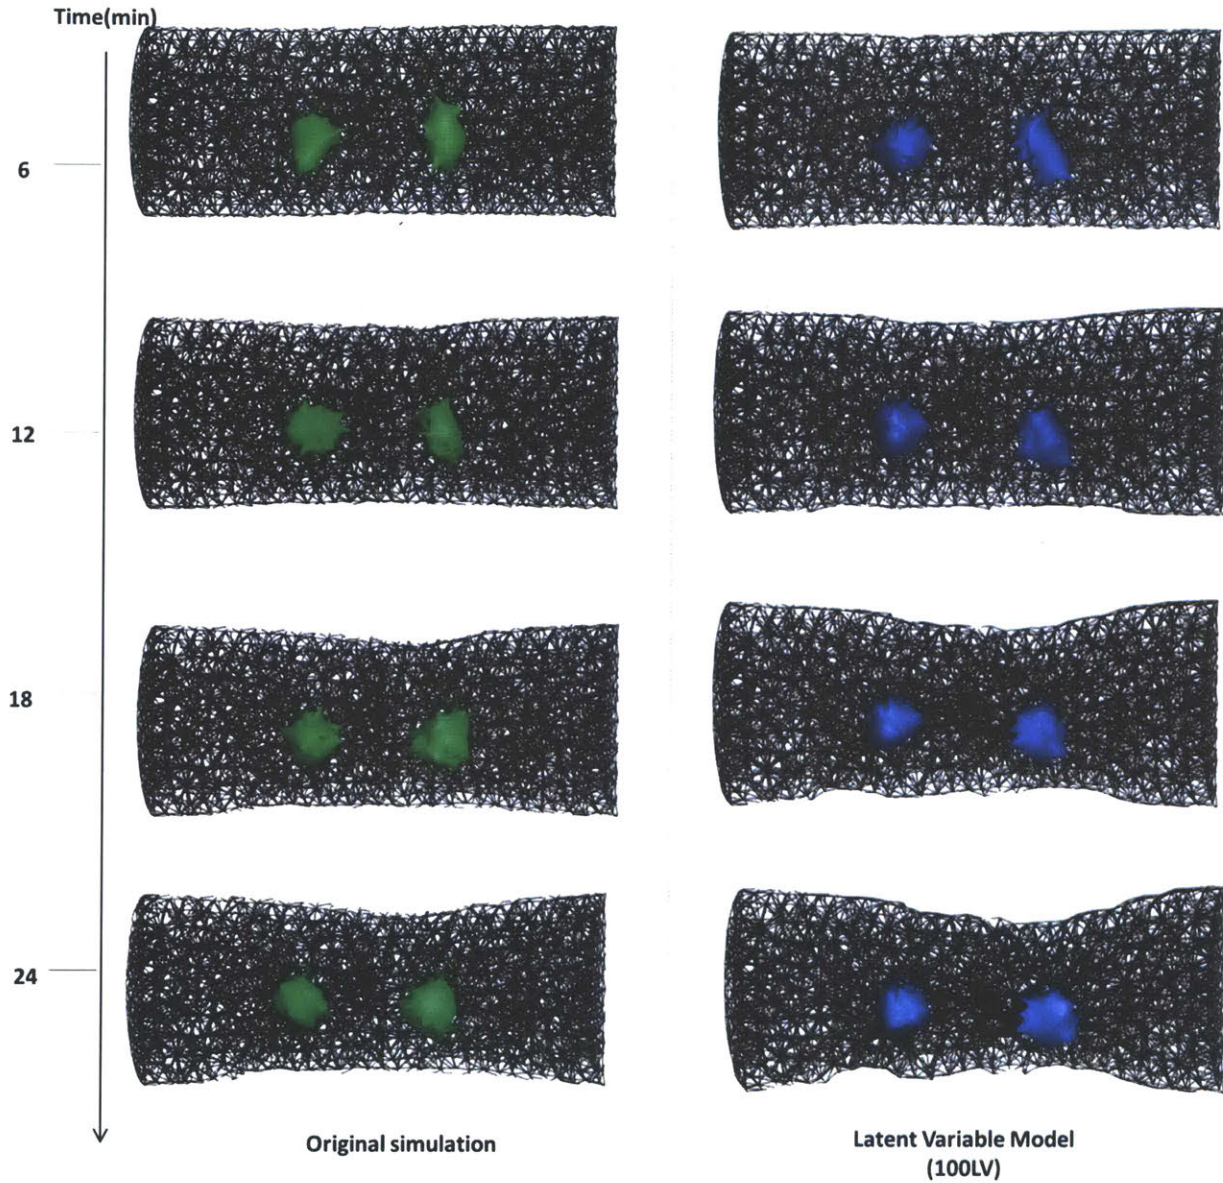 Time(min)
6
12
18
24
Original simulation
Latent Variable Model
(100LV)